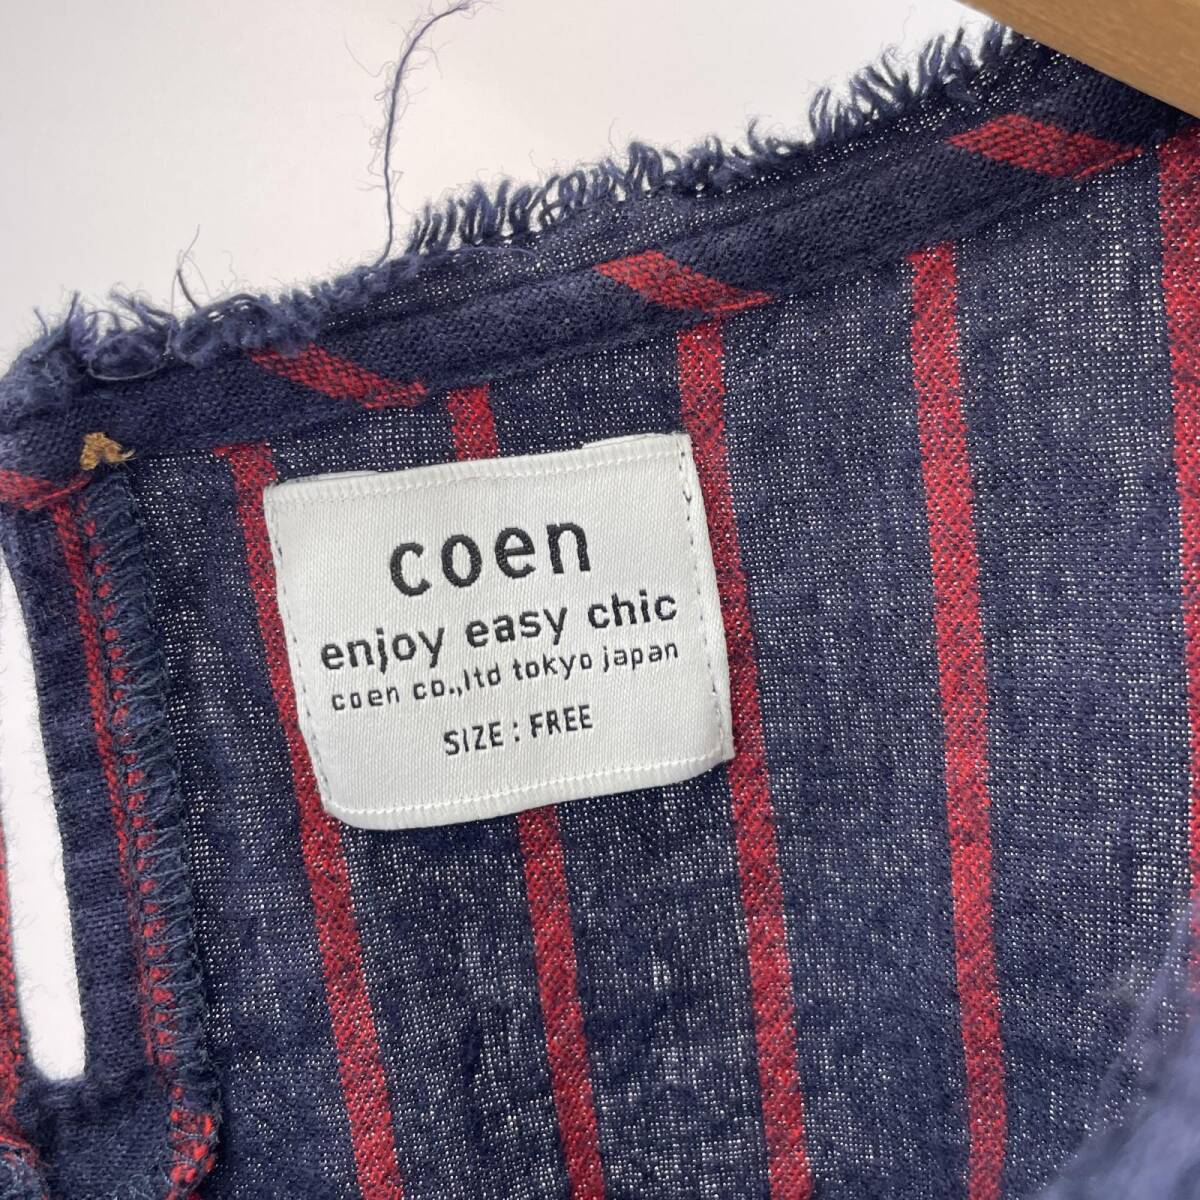 coen
enjoy easy chic
coen co.,ltd tokyo japan
SIZE : FREE